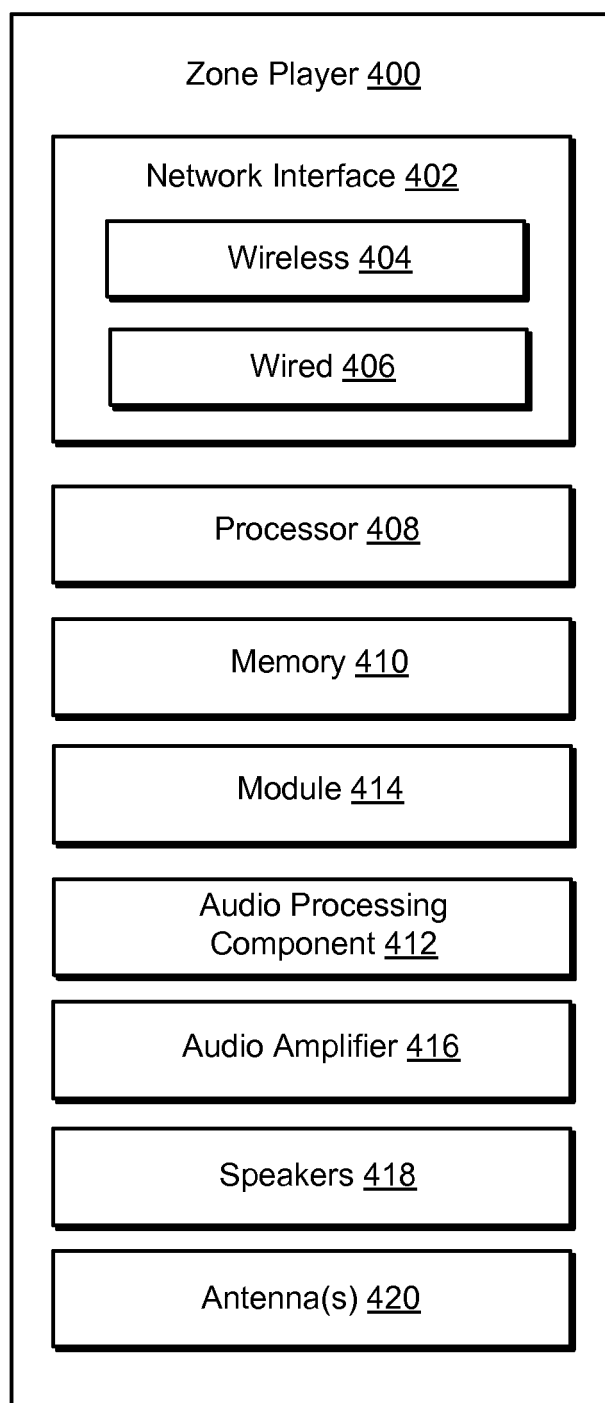 Zone Player 400
Network Interface 402
Wireless 404
Wired 406
Processor 408
Memory 410
Module 414
Audio Processing
Component 412
Audio Amplifier 416
Speakers 418
Antenna(s) 420